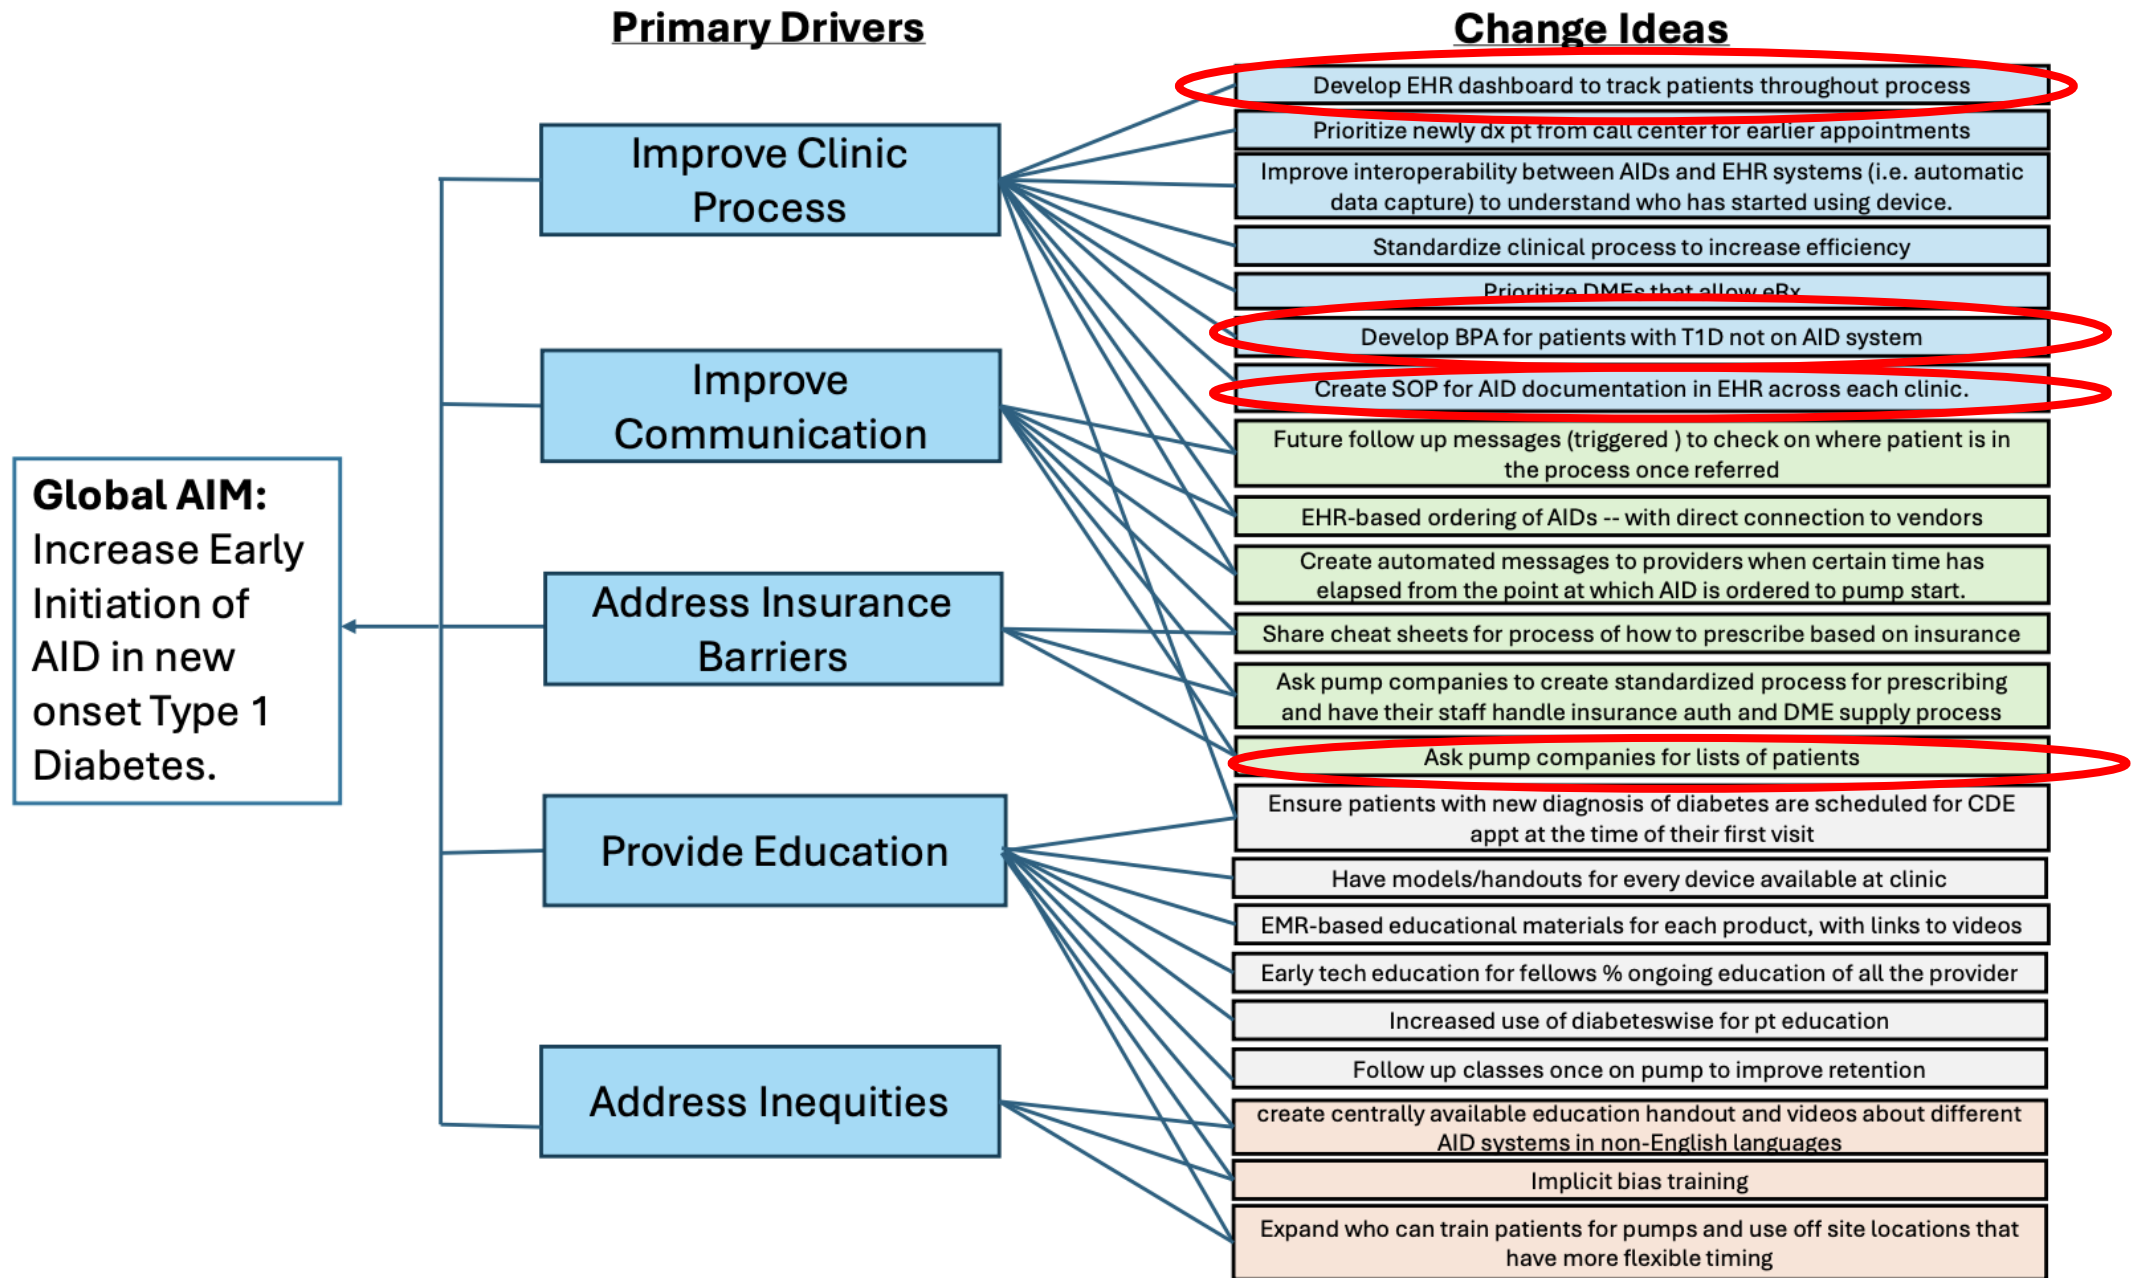 Primary Drivers
Change Ideas
Global AIM:
Increase Early
Initiation of
AID in new
onset Type 1
Diabetes.
Improve Clinic
Process
Improve
Communication
Address Insurance
Barriers
Provide Education
Address Inequities
Develop EHR dashboard to track patients throughout process
Prioritize newly dx pt from call center for earlier appointments
Improve interoperability between AIDs and EHR systems (i.e. automatic
data capture) to understand who has started using device.
Standardize clinical process to increase efficiency
Prioritize DMEs that allow eRx
Develop BPA for patients with T1D not on AID system
Create SOP for AID documentation in EHR across each clinic.
Future follow up messages (triggered ) to check on where patient is in
the process once referred
EHR-based ordering of AIDs -- with direct connection to vendors
Create automated messages to providers when certain time has
elapsed from the point at which AID is ordered to pump start.
Share cheat sheets for process of how to prescribe based on insurance
Ask pump companies to create standardized process for prescribing
and have their staff handle insurance auth and DME supply process
Ask pump companies for lists of patients
Ensure patients with new diagnosis of diabetes are scheduled for CDE
appt at the time of their first visit
Have models/handouts for every device available at clinic
EMR-based educational materials for each product, with links to videos
Early tech education for fellows % ongoing education of all the provider
Increased use of diabeteswise for pt education
Follow up classes once on pump to improve retention
create centrally available education handout and videos about different
AID systems in non-English languages
Implicit bias training
Expand who can train patients for pumps and use off site locations that
have more flexible timing